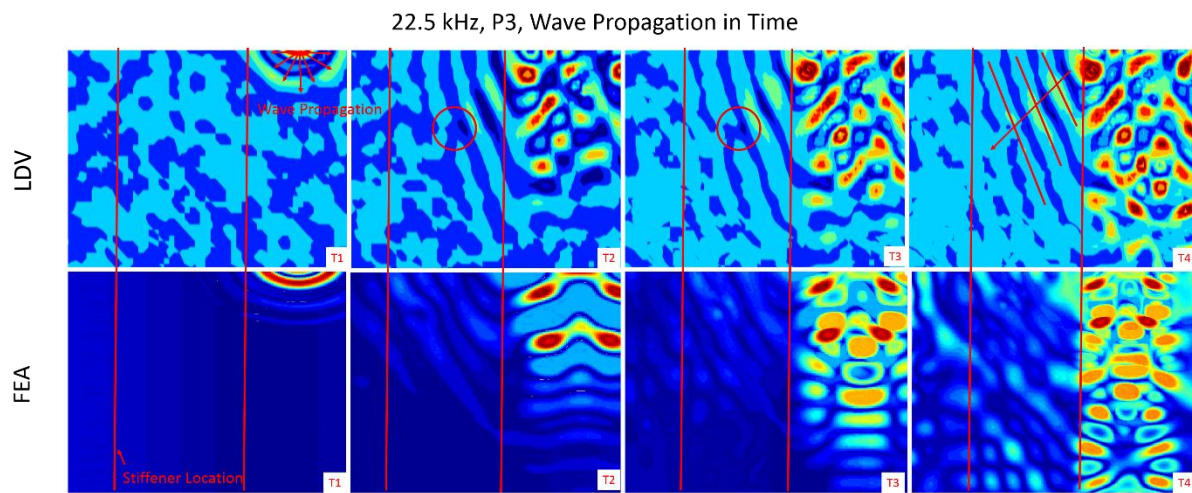 22.5 kHz, P3, Wave Propagation in Time
LDV
Wave Propagation
T1
T2
T3
T4
FEA
Stiffener Location
T1
T2
T3
T4